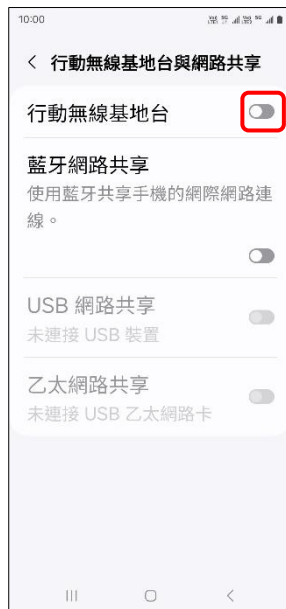 10:00
行動無線基地台與網路共享
行動無線基地台
藍牙網路共享
使用藍牙共享手機的網際網路連
線。
USB 網路共享
未連接 USB 裝置
乙太網路共享
未連接 USB 乙太網路卡